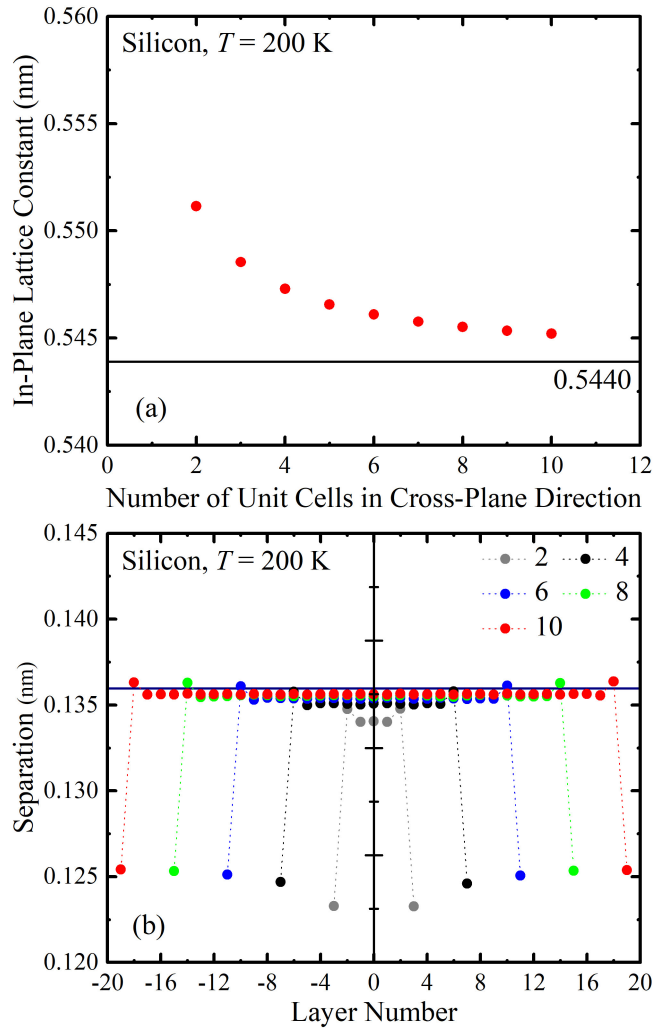 0.560
Silicon, T = 200 K
0.555
0.550
0.545
0.5440
(a)
0.540
0 2 4 6 8 10 12
In-Plane Lattice Constant (nm)
Number of Unit Cells in Cross-Plane Direction
0.145
Silicon, T = 200 K
2 4
6 8
10
0.140
0.135
0.130
0.125
(b)
0.120
-20 -16 -12 -8 -4 0 4 8 12 16 20
Separation (nm)
Layer Number